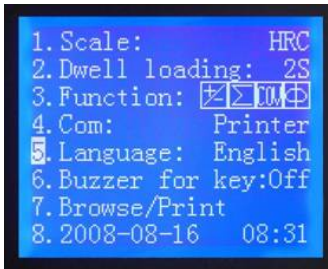 1.Scale: HRC
2.Dwell loading: 2S
3.Function: +/- Σ COM
4.Com: Printer
5.Language: English
6.Buzzer for key:Off
7.Browse/Print
8.2008-08-16 08:31